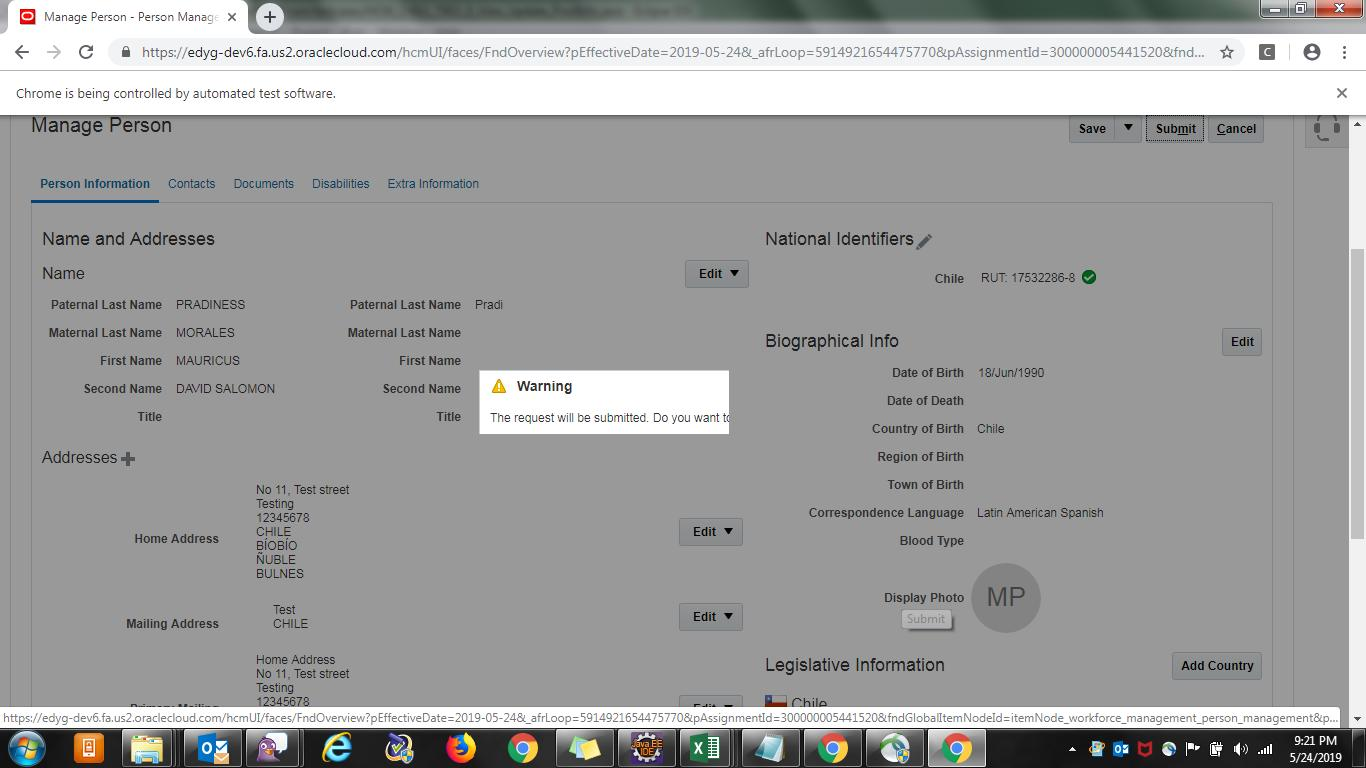 Manage Person - Person Manage
https://edyg-dev6.fa.us2.oraclecloud.com/hcmUI/faces/FndOverview?pEffectiveDate=2019-05-24&_afrLoop=5914921654475770&pAssignmentId=300000005441520&fnd...
C
Chrome is being controlled by automated test software.
Manage Person
Save
Submit
Cancel
Person Information
Contacts
Documents
Disabilities
Extra Information
Name and Addresses
Name
Edit
Paternal Last Name PRADINESS Paternal Last Name Pradi
Maternal Last Name MORALES Maternal Last Name
First Name MAURICUS First Name
Second Name DAVID SALOMON Second Name
Title Title
Warning
The request will be submitted. Do you want to
Addresses
Home Address
No 11, Test street
Testing
12345678
CHILE
BÍOBÍO
ÑUBLE
BULNES
Edit
Mailing Address
Test
CHILE
Edit
Home Address
No 11, Test street
Testing
12345678
Primary Mailing
Edit
National Identifiers
Chile RUT: 17532286-8
Biographical Info
Edit
Date of Birth 18/Jun/1990
Date of Death
Country of Birth Chile
Region of Birth
Town of Birth
Correspondence Language Latin American Spanish
Blood Type
Display Photo MP
Submit
Legislative Information
Add Country
Chile
https://edyg-dev6.fa.us2.oraclecloud.com/hcmUI/faces/FndOverview?pEffectiveDate=2019-05-24&_afrLoop=5914921654475770&pAssignmentId=300000005441520&fndGlobalItemNodeId=itemNode_workforce_management_person_management&p...
Java EE
IDE
9:21 PM
5/24/2019